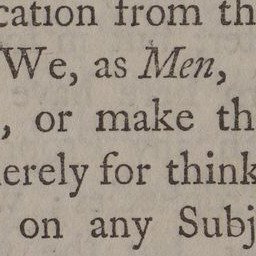 cation from th
We, as Men,
, or make th
erely for think
on any Subj